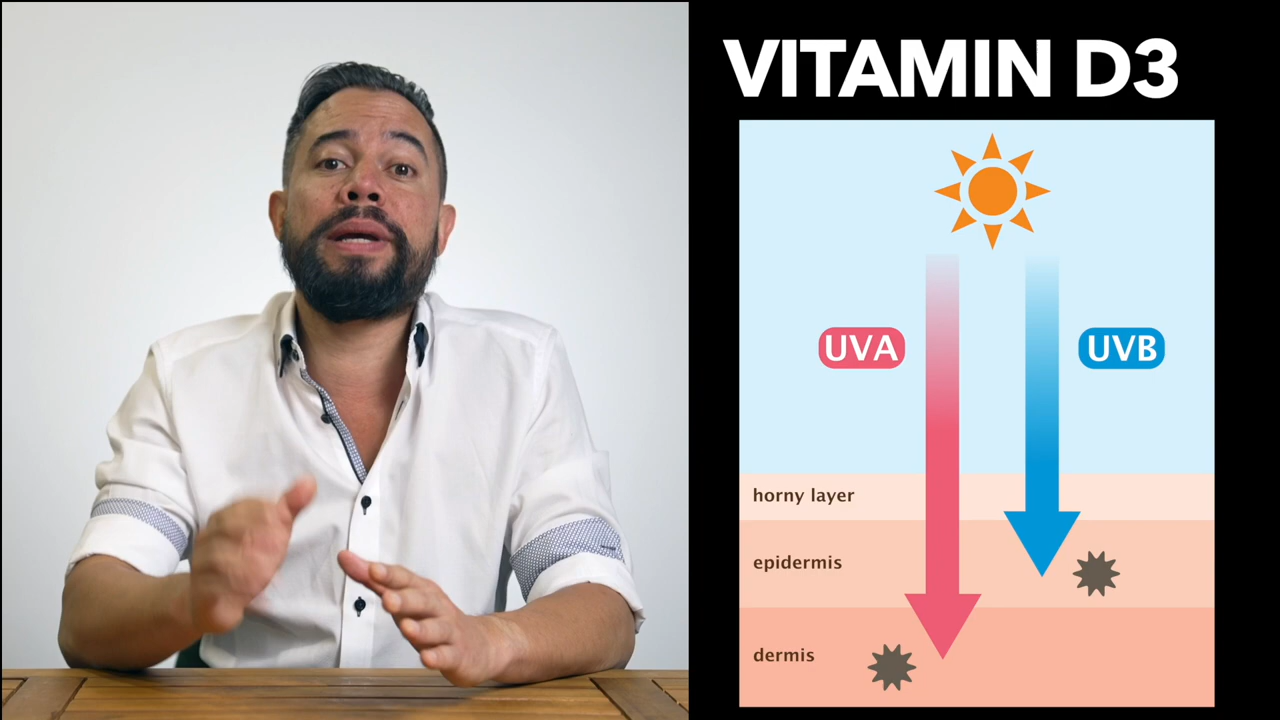 VITAMIN D3
UVA
UVB
horny layer
epidermis
dermis